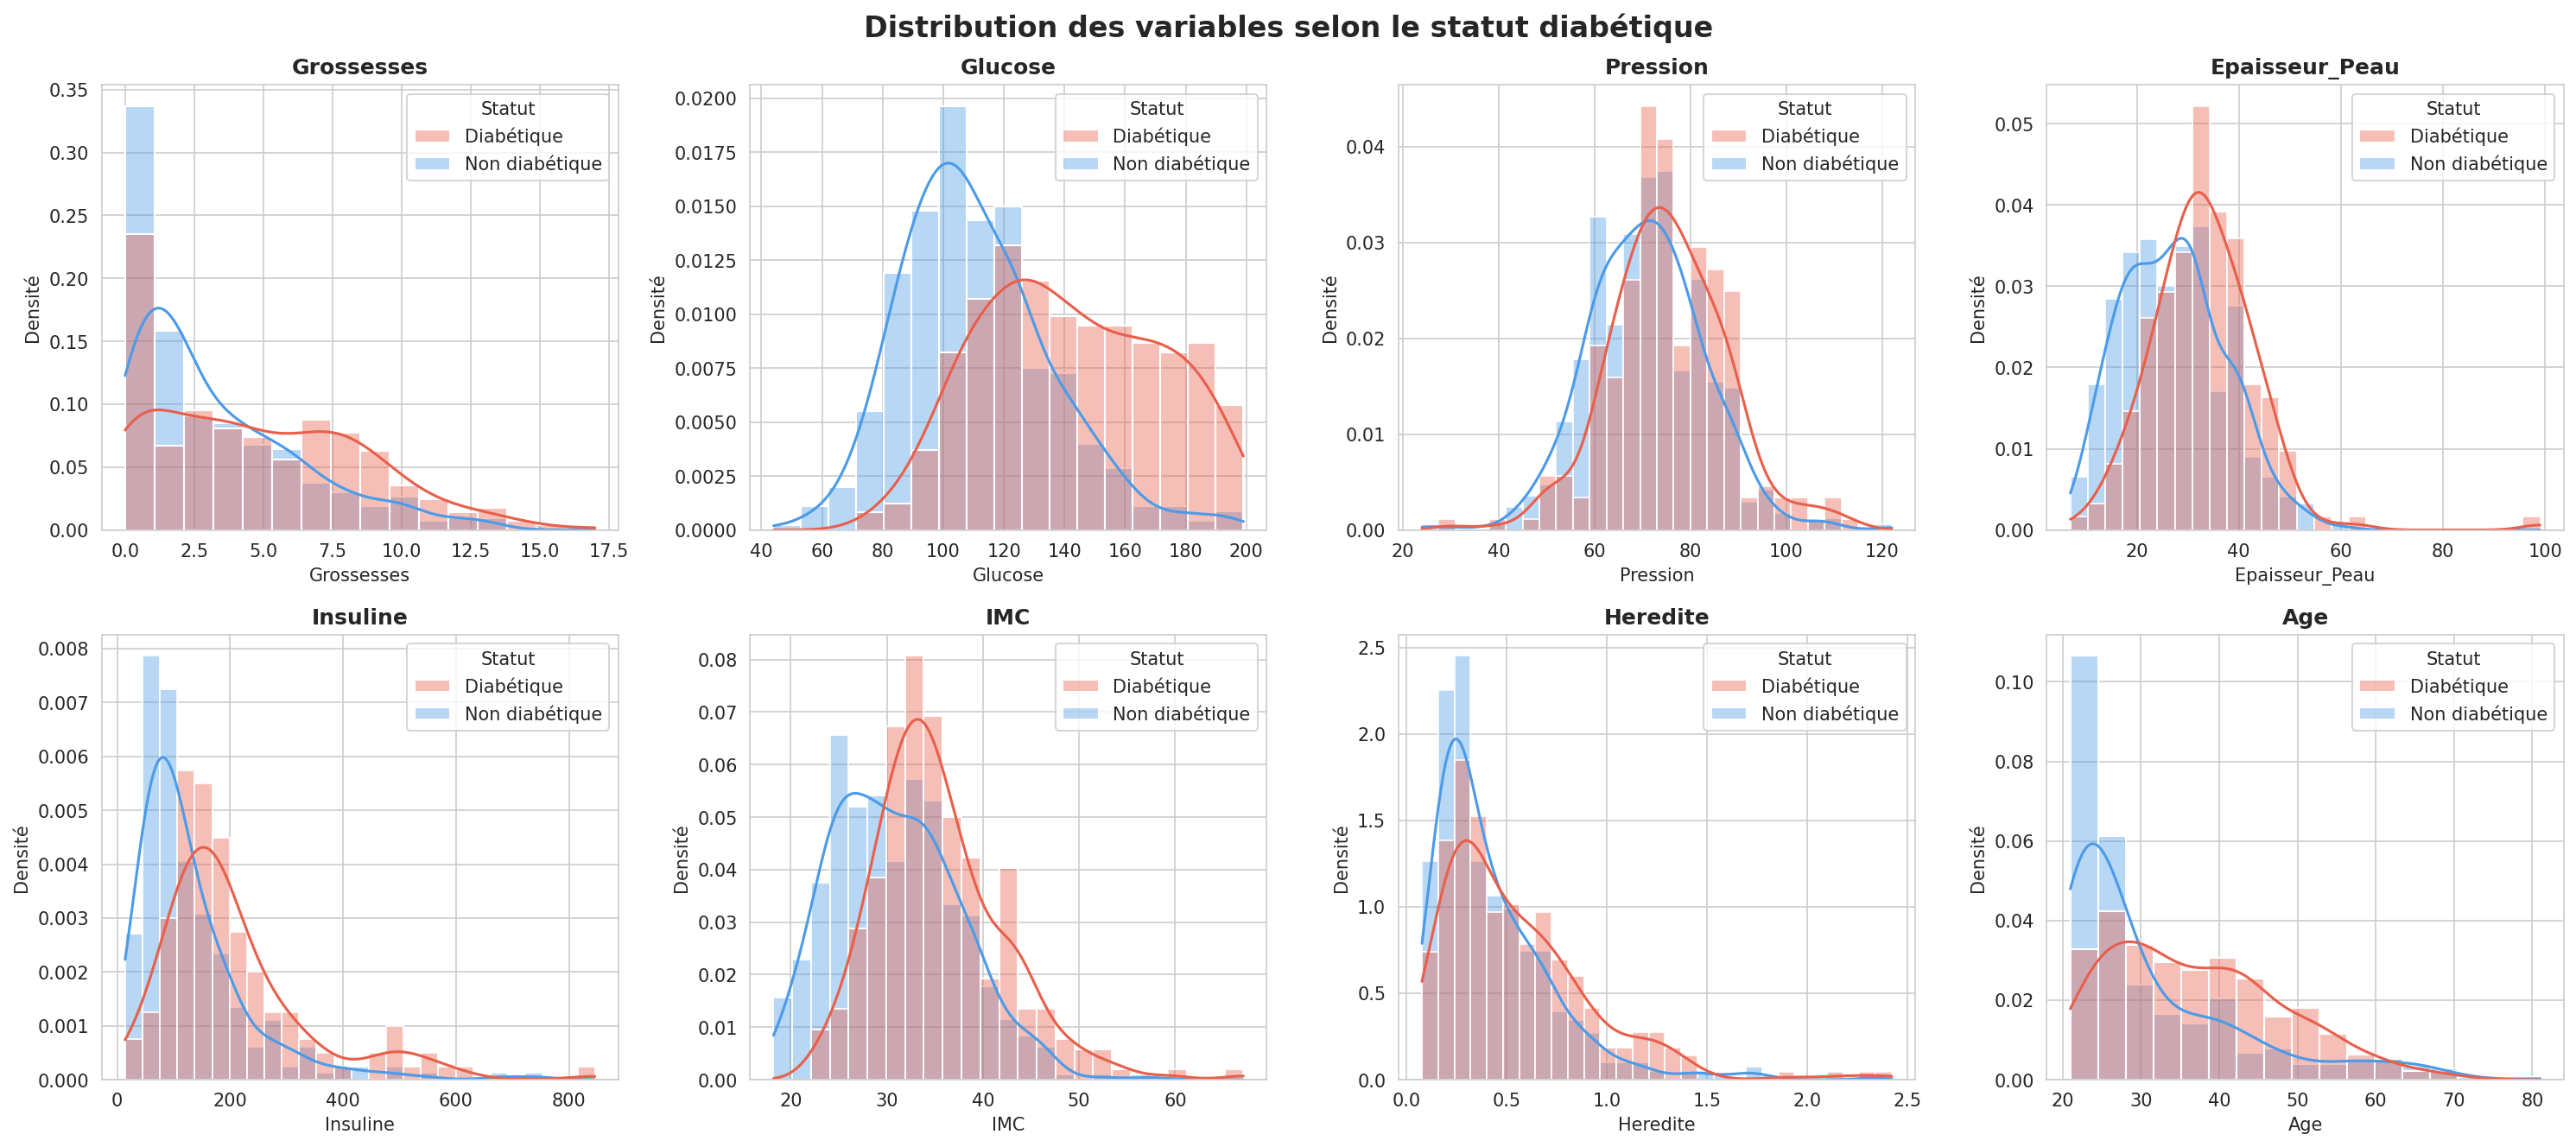 Distribution des variables selon le statut diabétique
Grossesses
Densité
0.35
0.30
0.25
0.20
0.15
0.10
0.05
0.00
Statut
Diabétique
Non diabétique
0.0 2.5 5.0 7.5 10.0 12.5 15.0 17.5
Grossesses
Glucose
Densité
0.0200
0.0175
0.0150
0.0125
0.0100
0.0075
0.0050
0.0025
0.0000
Statut
Diabétique
Non diabétique
40 60 80 100 120 140 160 180 200
Glucose
Pression
Densité
0.04
0.03
0.02
0.01
0.00
Statut
Diabétique
Non diabétique
20 40 60 80 100 120
Pression
Epaisseur_Peau
Densité
0.05
0.04
0.03
0.02
0.01
0.00
Statut
Diabétique
Non diabétique
20 40 60 80 100
Epaisseur_Peau
Insuline
Densité
0.008
0.007
0.006
0.005
0.004
0.003
0.002
0.001
0.000
Statut
Diabétique
Non diabétique
0 200 400 600 800
Insuline
IMC
Densité
0.08
0.07
0.06
0.05
0.04
0.03
0.02
0.01
0.00
Statut
Diabétique
Non diabétique
20 30 40 50 60
IMC
Heredite
Densité
2.5
2.0
1.5
1.0
0.5
0.0
Statut
Diabétique
Non diabétique
0.0 0.5 1.0 1.5 2.0 2.5
Heredite
Age
Densité
0.10
0.08
0.06
0.04
0.02
0.00
Statut
Diabétique
Non diabétique
20 30 40 50 60 70 80
Age